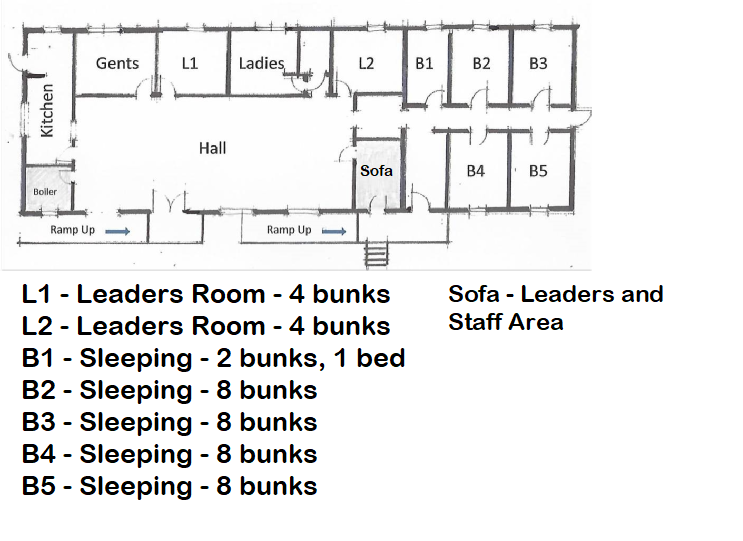 Gents
L1
Ladies
L2
B1
B2
B3
Kitchen
Hall
Sofa
B4
B5
Boiler
Ramp Up
Ramp Up
L1 - Leaders Room - 4 bunks
L2 - Leaders Room - 4 bunks
B1 - Sleeping - 2 bunks, 1 bed
B2 - Sleeping - 8 bunks
B3 - Sleeping - 8 bunks
B4 - Sleeping - 8 bunks
B5 - Sleeping - 8 bunks
Sofa - Leaders and
Staff Area